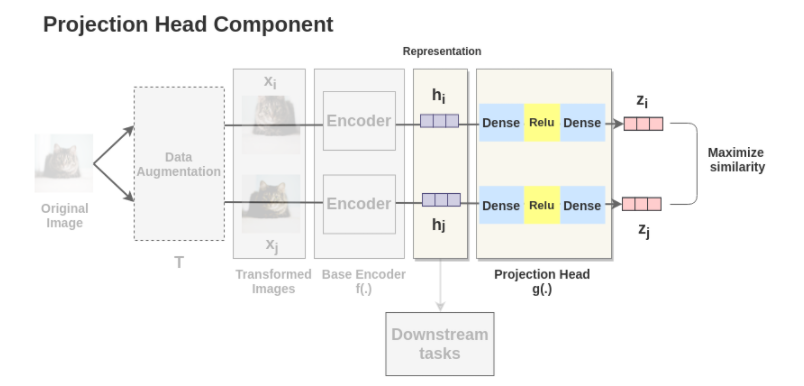 Projection Head Component
Representation
x_i
h_i
z_i
Encoder
Dense
Relu
Dense
Data
Augmentation
Maximize
similarity
Original
Image
Encoder
Dense
Relu
Dense
x_j
h_j
z_j
T
Transformed
Images
Base Encoder
f(.)
Projection Head
g(.)
Downstream
tasks